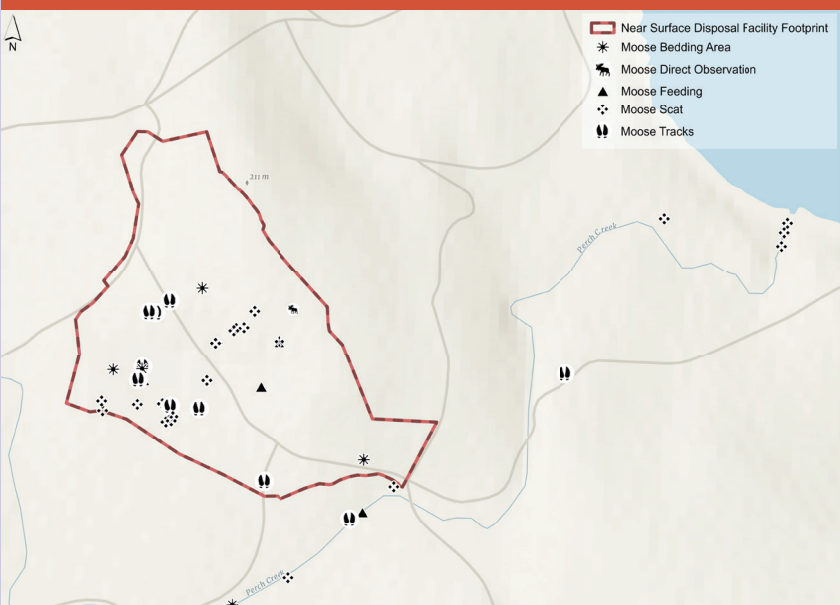 N
Near Surface Disposal Facility Footprint
Moose Bedding Area
Moose Direct Observation
Moose Feeding
Moose Scat
Moose Tracks
211 m
Perch Creek
Perch Creek